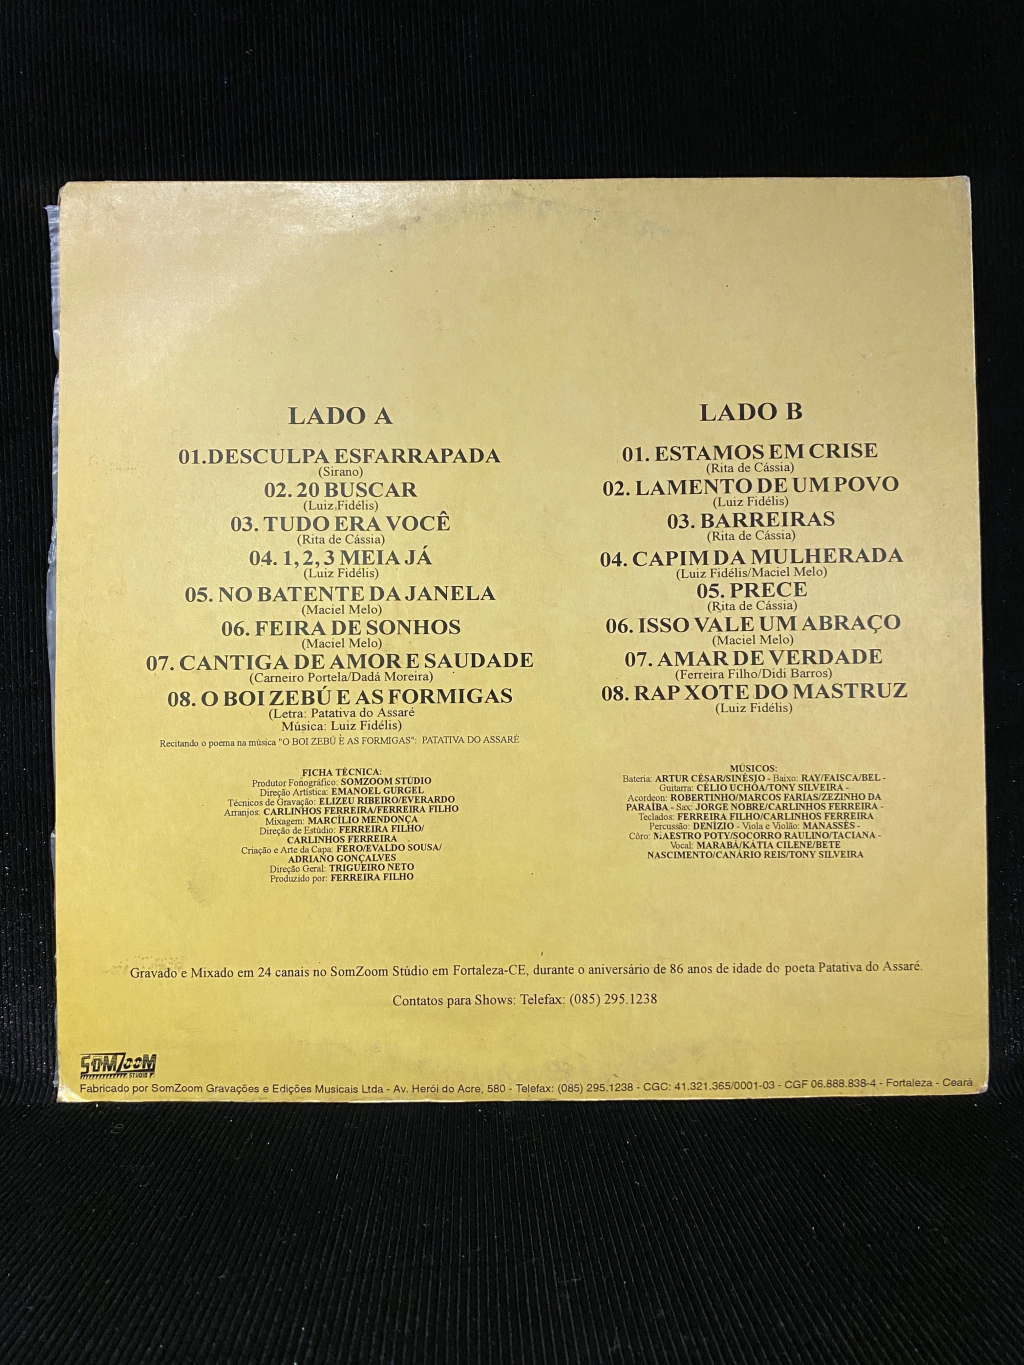 LADO A
01.DESCULPA ESFARRAPADA
(Sirano)
02. 20 BUSCAR
(Luiz Fidélis)
03. TUDO ERA VOCÊ
(Rita de Cássia)
04. 1, 2, 3 MEIA JÁ
(Luiz Fidélis)
05. NO BATENTE DA JANELA
(Maciel Melo)
06. FEIRA DE SONHOS
(Maciel Melo)
07. CANTIGA DE AMOR E SAUDADE
(Carneiro Portela/Dadá Moreira)
08. O BOI ZEBÚ E AS FORMIGAS
(Letra: Patativa do Assaré
Música: Luiz Fidélis)
Recitando o poema na música "O BOI ZEBÚ E AS FORMIGAS": PATATIVA DO ASSARÉ
FICHA TÉCNICA:
Produtor Fonográfico: SOMZOOM STÚDIO
Direção Artística: EMANOEL GURGEL
Técnicos de Gravação: ELIZEU RIBEIRO/EVERARDO
Arranjos: CARLINHOS FERREIRA/FERREIRA FILHO
Mixagem: MARCÍLIO MENDONÇA
Direção de Estúdio: FERREIRA FILHO/
CARLINHOS FERREIRA
Criação e Arte da Capa: FERO/EVALDO SOUSA/
ADRIANO GONÇALVES
Direção Geral: TRIGUEIRO NETO
Produzido por: FERREIRA FILHO
LADO B
01. ESTAMOS EM CRISE
(Rita de Cássia)
02. LAMENTO DE UM POVO
(Luiz Fidélis)
03. BARREIRAS
(Rita de Cássia)
04. CAPIM DA MULHERADA
(Luiz Fidélis/Maciel Melo)
05. PRECE
(Rita de Cássia)
06. ISSO VALE UM ABRAÇO
(Maciel Melo)
07. AMAR DE VERDADE
(Ferreira Filho/Didi Barros)
08. RAP XOTE DO MASTRUZ
(Luiz Fidélis)
MÚSICOS:
Bateria: ARTUR CÉSAR/SINÉSIO - Baixo: RAY/FAISCA/BEL -
Guitarra: CÉLIO UCHÔA/TONY SILVEIRA -
Acordeon: ROBERTINHO/MARCOS FARIAS/ZEZINHO DA
PARAÍBA - Sax: JORGE NOBRE/CARLINHOS FERREIRA -
Teclados: FERREIRA FILHO/CARLINHOS FERREIRA
Percussão: DENÍZIO - Viola e Violão: MANASSÉS -
Côro: MAESTRO POTY/SOCORRO RAULINO/TACIANA -
Vocal: MARABÁ/KÁTIA CILENE/BETE
NASCIMENTO/CANÁRIO REIS/TONY SILVEIRA
Gravado e Mixado em 24 canais no SomZoom Stúdio em Fortaleza-CE, durante o aniversário de 86 anos de idade do poeta Patativa do Assaré.
Contatos para Shows: Telefax: (085) 295.1238
SOMZOOM
STUDIO
Fabricado por SomZoom Gravações e Edições Musicais Ltda - Av. Herói do Acre, 580 - Telefax: (085) 295.1238 - CGC: 41.321.365/0001-03 - CGF 06.888.838-4 - Fortaleza - Ceará